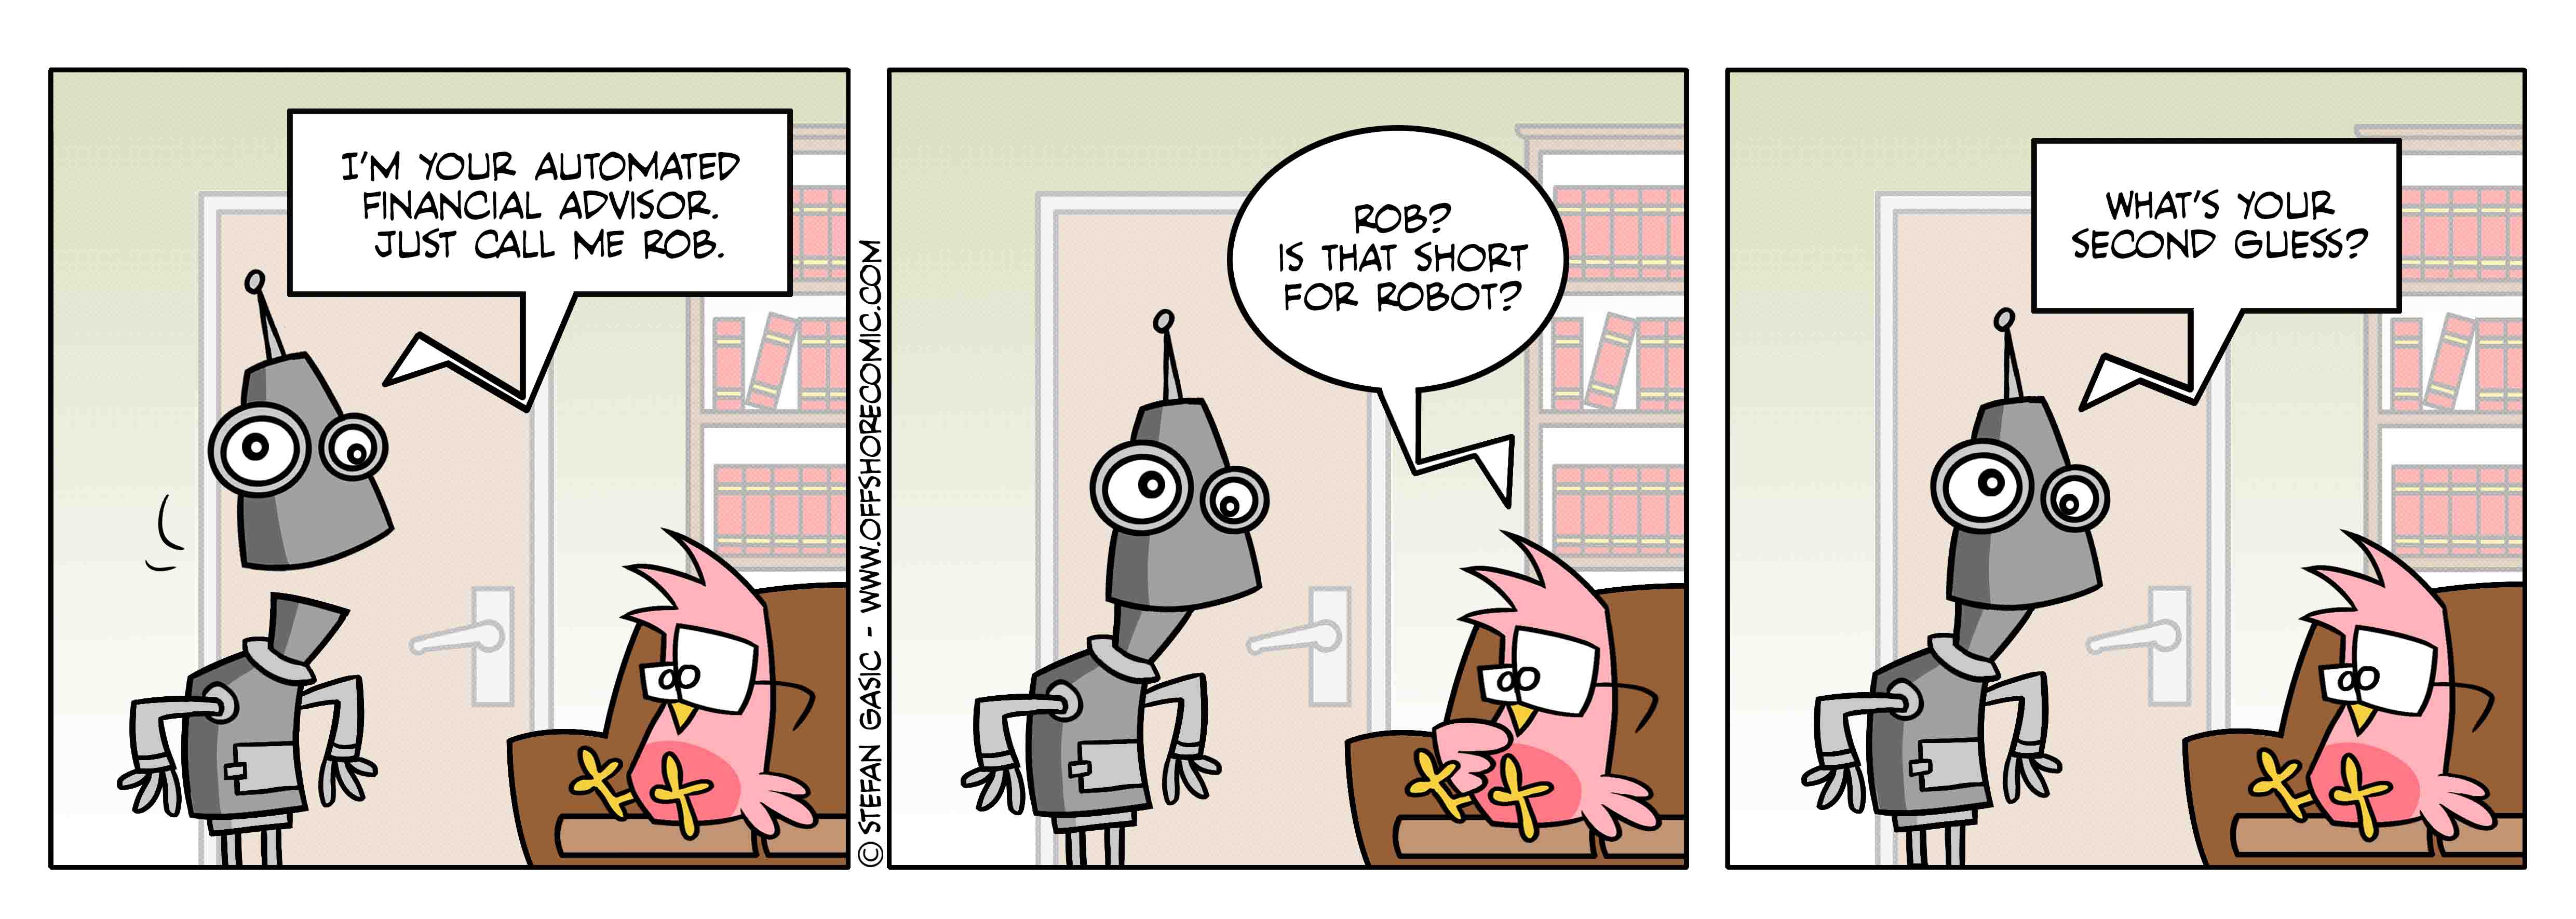 I'M YOUR AUTOMATED
FINANCIAL ADVISOR.
JUST CALL ME ROB.
© STEFAN GASIC - WWW.OFFSHORECOMIC.COM
ROB?
IS THAT SHORT
FOR ROBOT?
WHAT'S YOUR
SECOND GUESS?